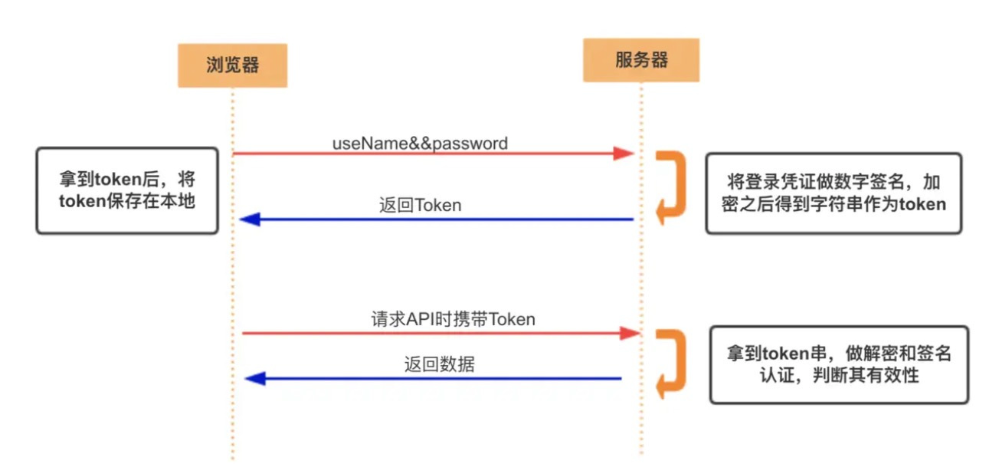 浏览器
服务器
useName&&password
拿到token后，将
token保存在本地
将登录凭证做数字签名，加
密之后得到字符串作为token
返回Token
请求API时携带Token
拿到token串，做解密和签名
认证，判断其有效性
返回数据